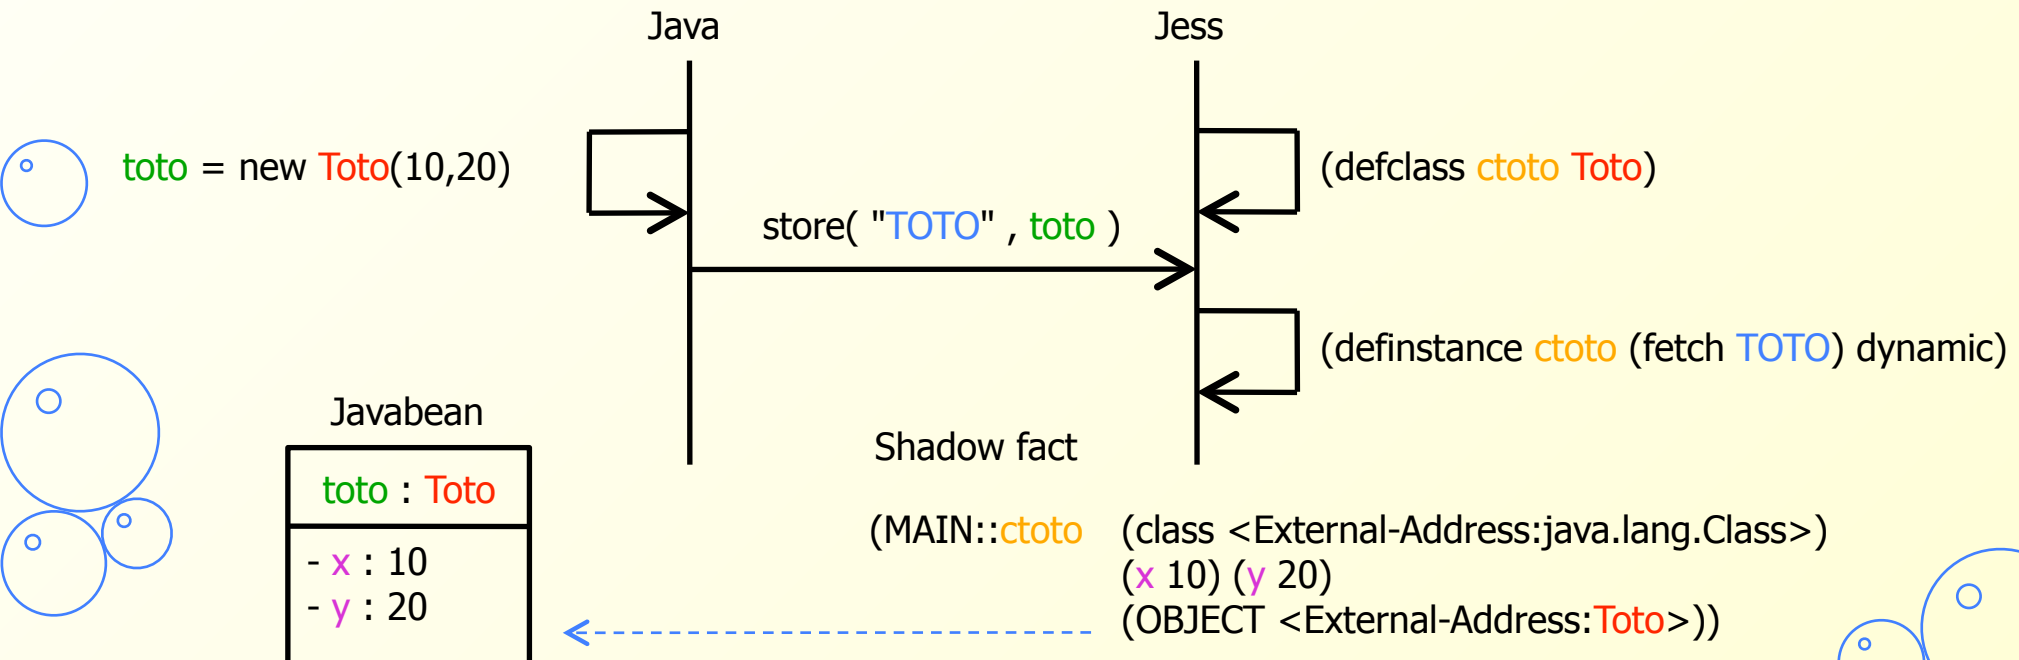 Java
Jess
toto = new Toto(10,20)
(defclass ctoto Toto)
store( "TOTO" , toto )
(definstance ctoto (fetch TOTO) dynamic)
Javabean
toto : Toto
- x : 10
- y : 20
Shadow fact
(MAIN::ctoto (class <External-Address:java.lang.Class>)
(x 10) (y 20)
(OBJECT <External-Address:Toto>))